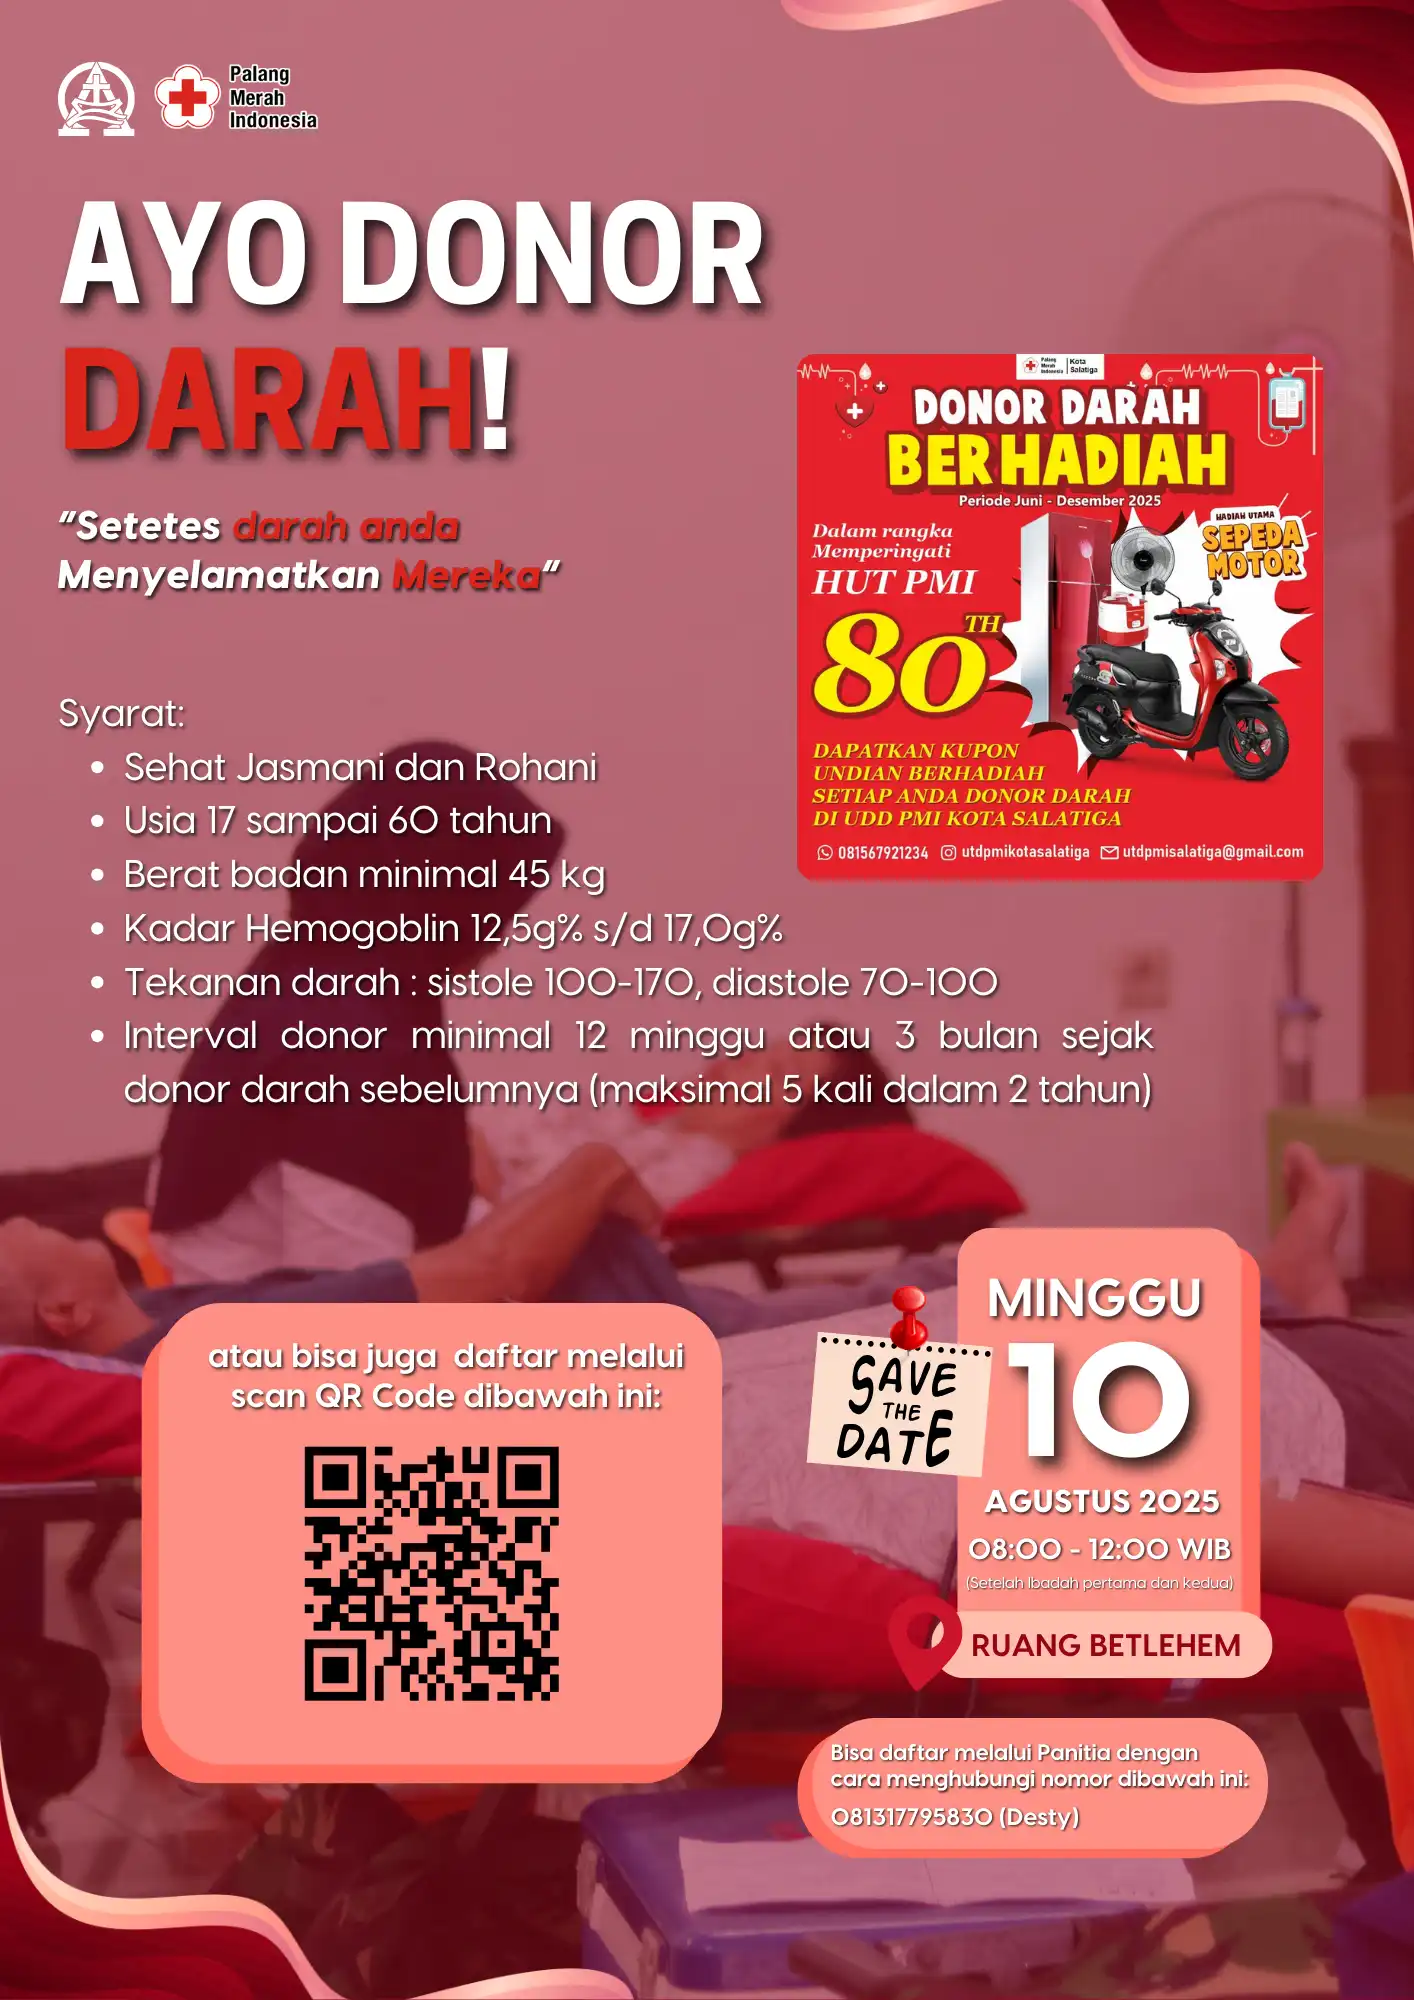 Palang
Merah
Indonesia
AYO DONOR
DARAH!
"Setetes darah anda
Menyelamatkan Mereka"
Syarat:
• Sehat Jasmani dan Rohani
• Usia 17 sampai 60 tahun
• Berat badan minimal 45 kg
• Kadar Hemogoblin 12,5g% s/d 17,0g%
• Tekanan darah : sistole 100-170, diastole 70-100
• Interval donor minimal 12 minggu atau 3 bulan sejak
donor darah sebelumnya (maksimal 5 kali dalam 2 tahun)
Palang
Merah
Indonesia
Kota
Salatiga
DONOR DARAH
BERHADIAH
Periode Juni - Desember 2025
Dalam rangka
Memperingati
HUT PMI
80TH
HADIAH UTAMA
SEPEDA
MOTOR
DAPATKAN KUPON
UNDIAN BERHADIAH
SETIAP ANDA DONOR DARAH
DI UDD PMI KOTA SALATIGA
081567921234 utdpmikotasalatiga utdpmisalatiga@gmail.com
atau bisa juga daftar melalui
scan QR Code dibawah ini:
SAVE
THE
DATE
MINGGU
10
AGUSTUS 2025
08:00 - 12:00 WIB
(Setelah Ibadah pertama dan kedua)
RUANG BETLEHEM
Bisa daftar melalui Panitia dengan
cara menghubungi nomor dibawah ini:
081317795830 (Desty)